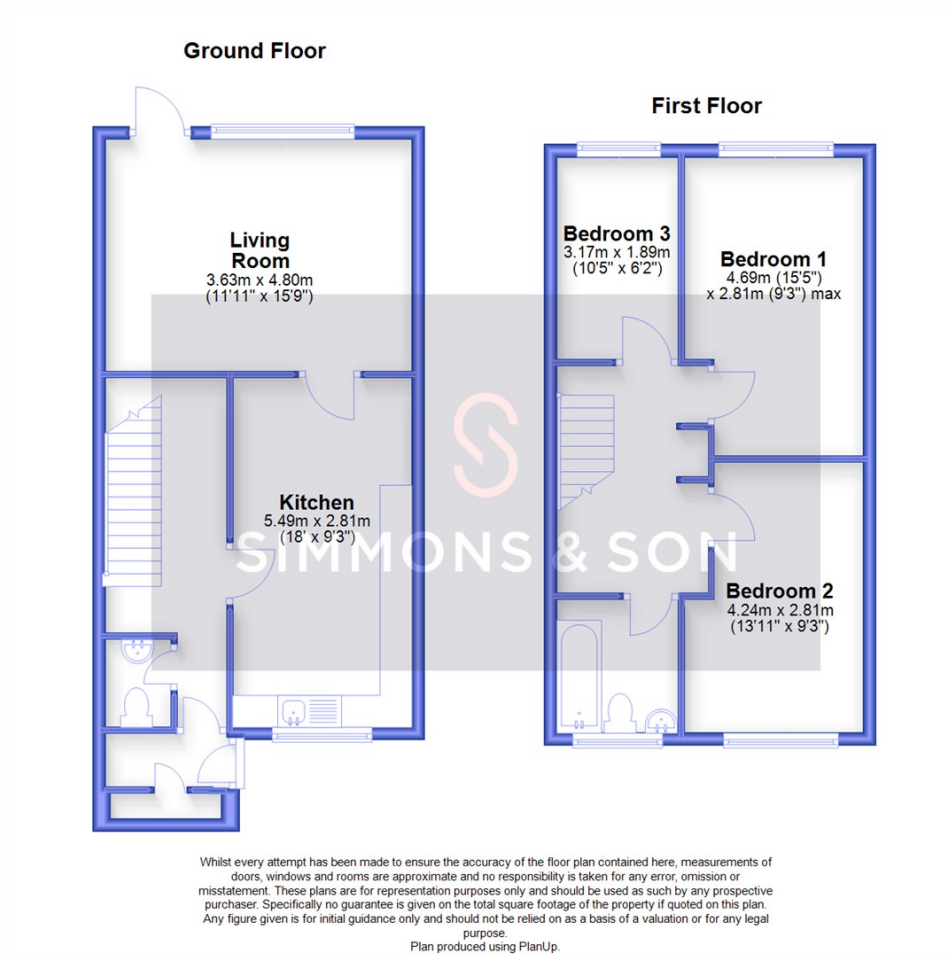 Ground Floor
Living
Room
3.63m x 4.80m
(11'11" x 15'9")
Kitchen
5.49m x 2.81m
(18' x 9'3")
First Floor
Bedroom 3
3.17m x 1.89m
(10'5" x 6'2")
Bedroom 1
4.69m (15'5")
x 2.81m (9'3") max
Bedroom 2
4.24m x 2.81m
(13'11" x 9'3")
SIMMONS & SON
Whilst every attempt has been made to ensure the accuracy of the floor plan contained here, measurements of
doors, windows and rooms are approximate and no responsibility is taken for any error, omission or
misstatement. These plans are for representation purposes only and should be used as such by any prospective
purchaser. Specifically no guarantee is given on the total square footage of the property if quoted on this plan.
Any figure given is for initial guidance only and should not be relied on as a basis of a valuation or for any legal
purpose.
Plan produced using PlanUp.